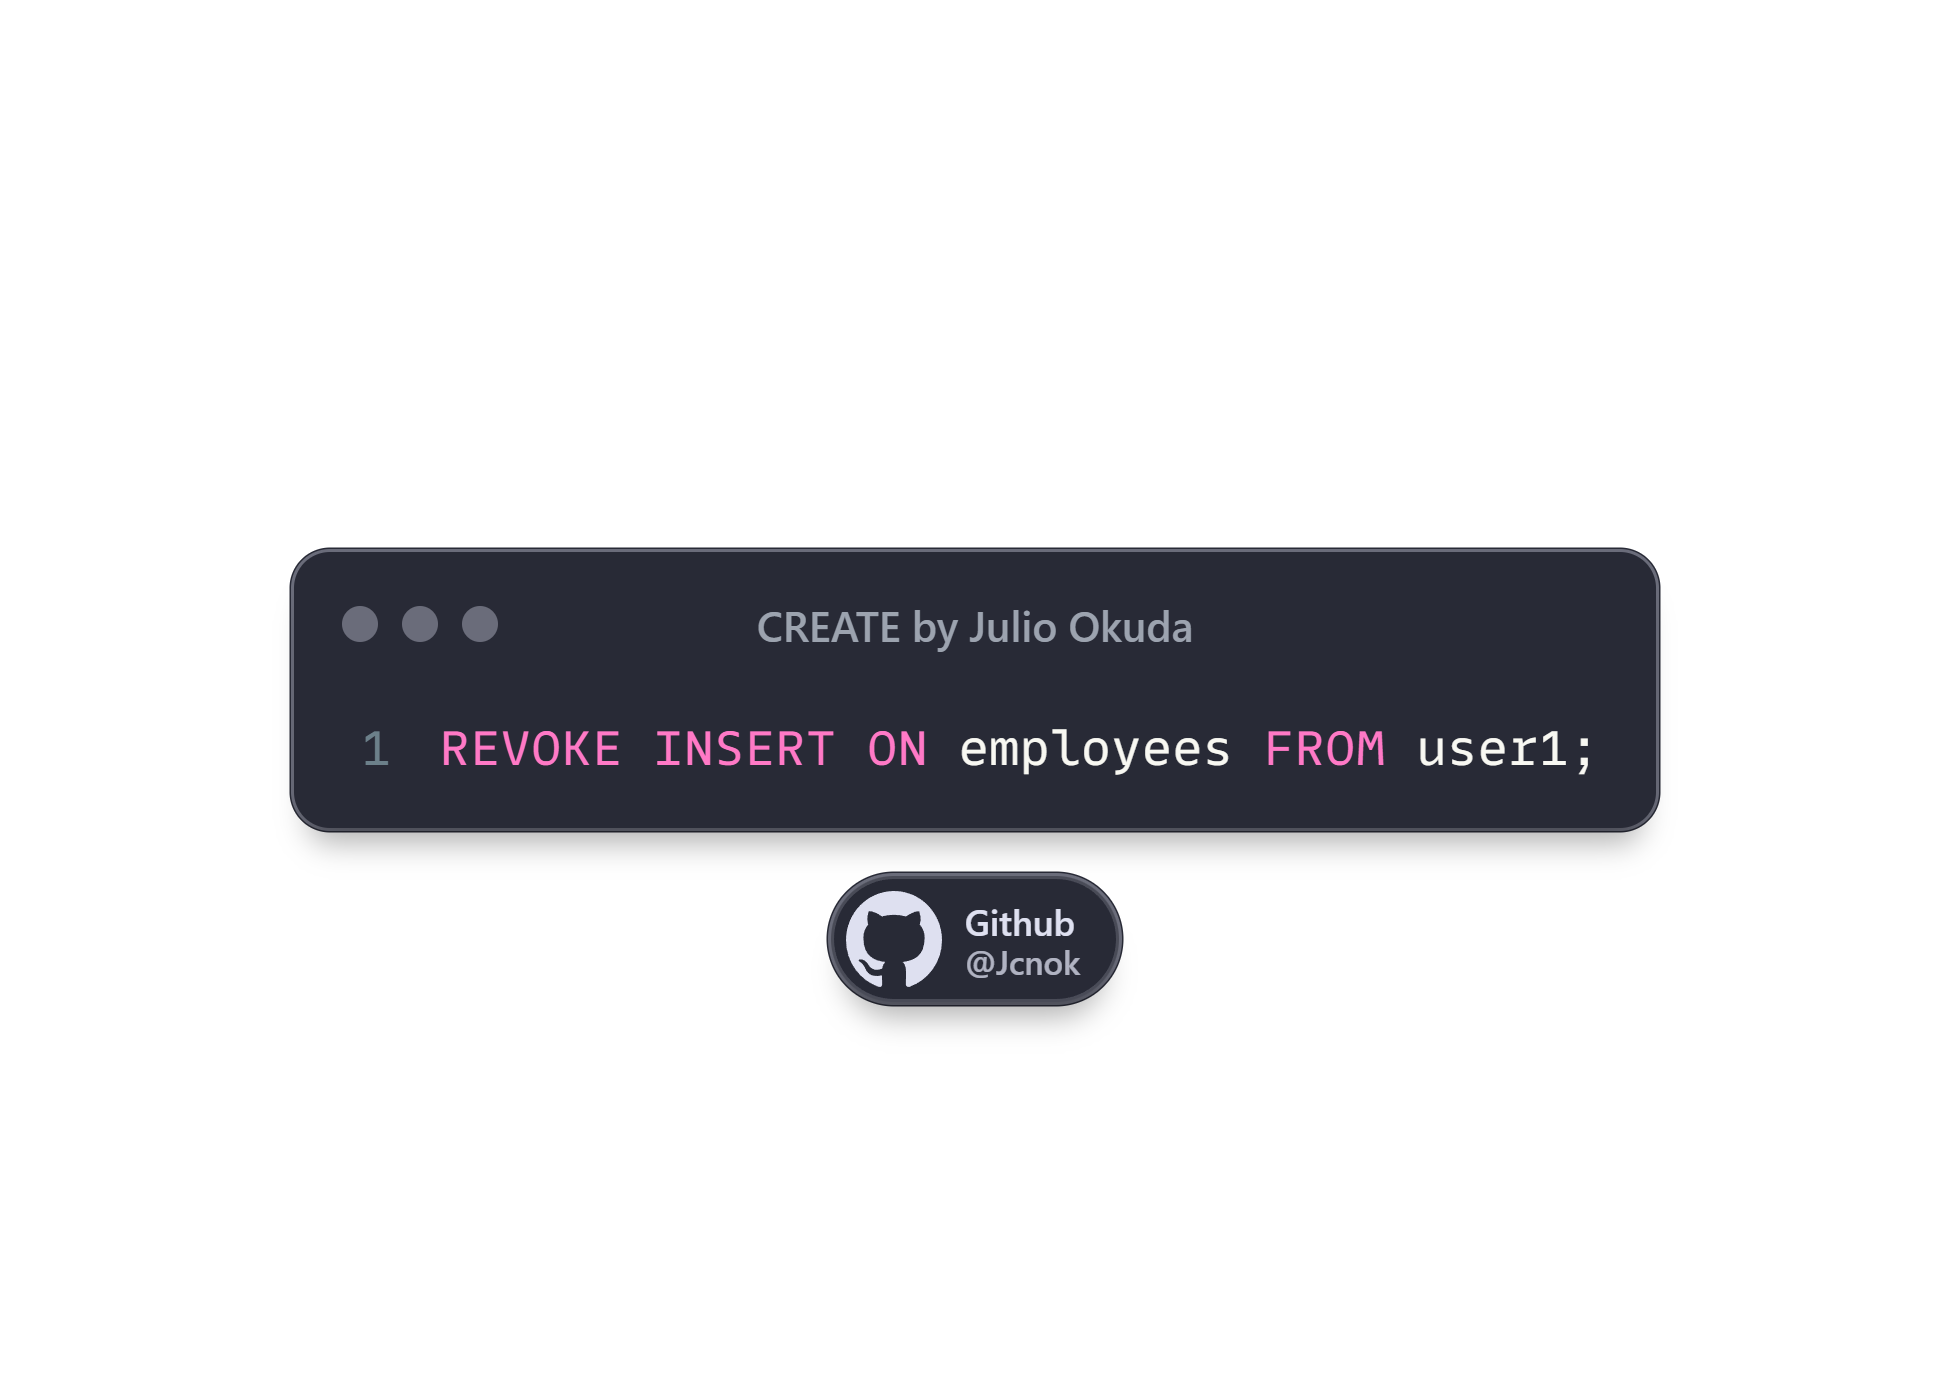 CREATE by Julio Okuda
1 REVOKE INSERT ON employees FROM user1;
Github
@Jcnok